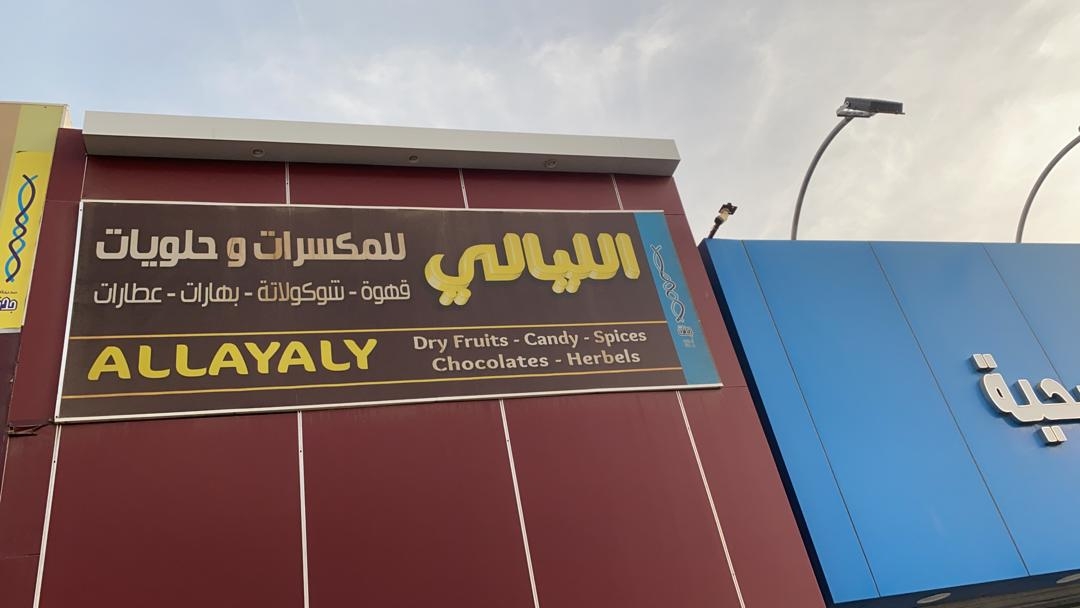 الليالي
للمكسرات و حلويات
قهوة - شوكولاتة - بهارات - عطارات
ALLAYALY
Dry Fruits - Candy - Spices
Chocolates - Herbels